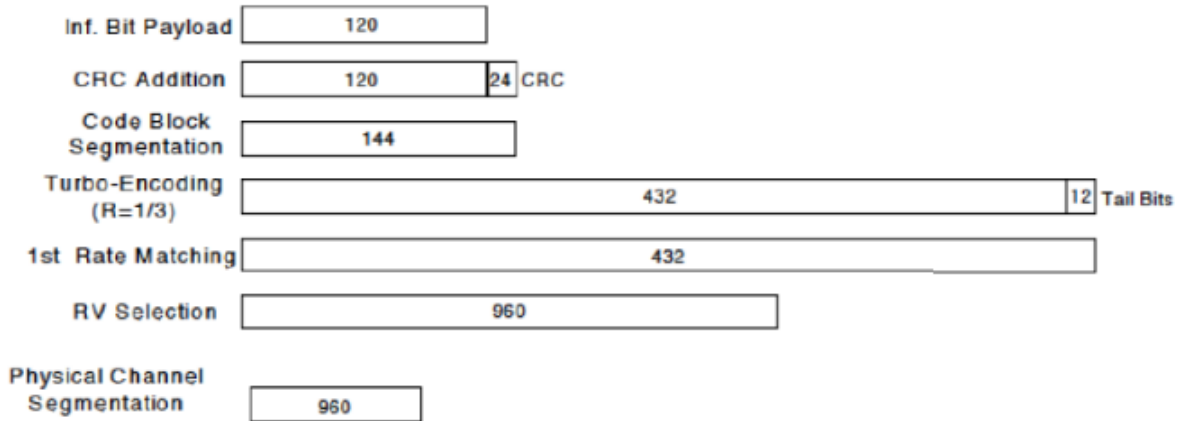 Inf. Bit Payload 120
CRC Addition 120 24 CRC
Code Block
Segmentation 144
Turbo-Encoding
(R=1/3) 432 12 Tail Bits
1st Rate Matching 432
RV Selection 960
Physical Channel
Segmentation 960